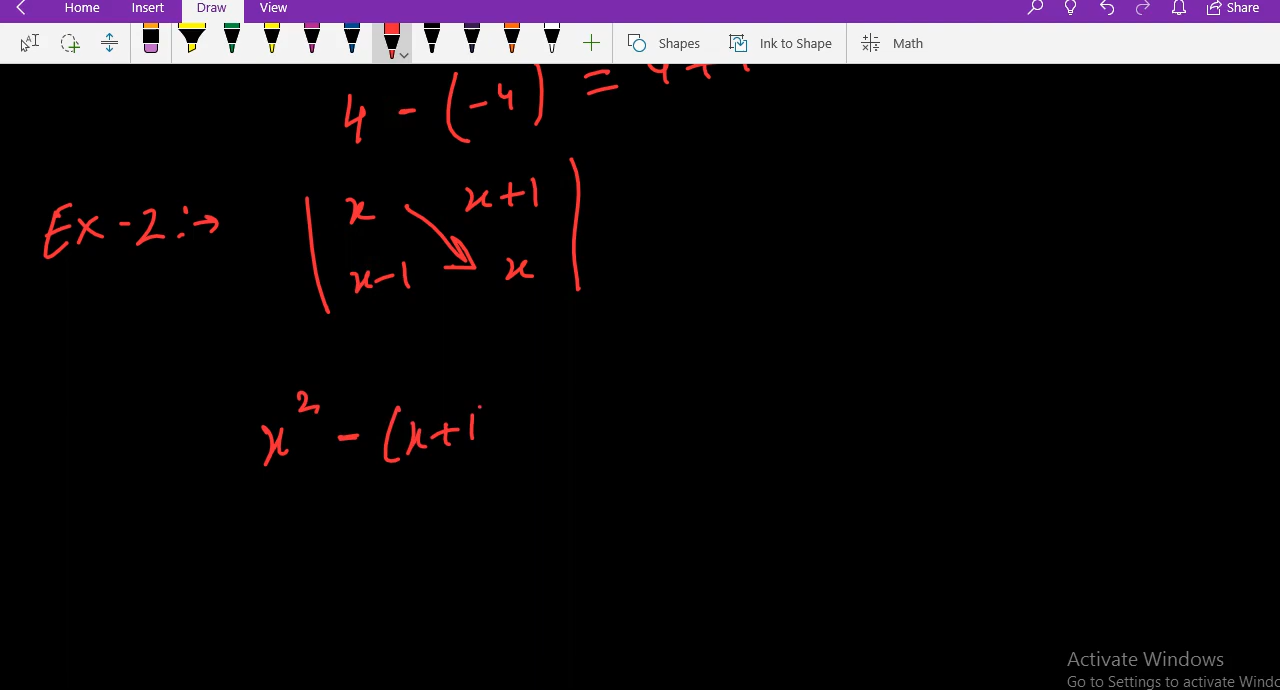 Home Insert Draw View Share
Shapes Ink to Shape Math
4 - (-4) = 4+
Ex-2:→
x x+1
x-1 x
x² - (x+1
Activate Windows
Go to Settings to activate Windo